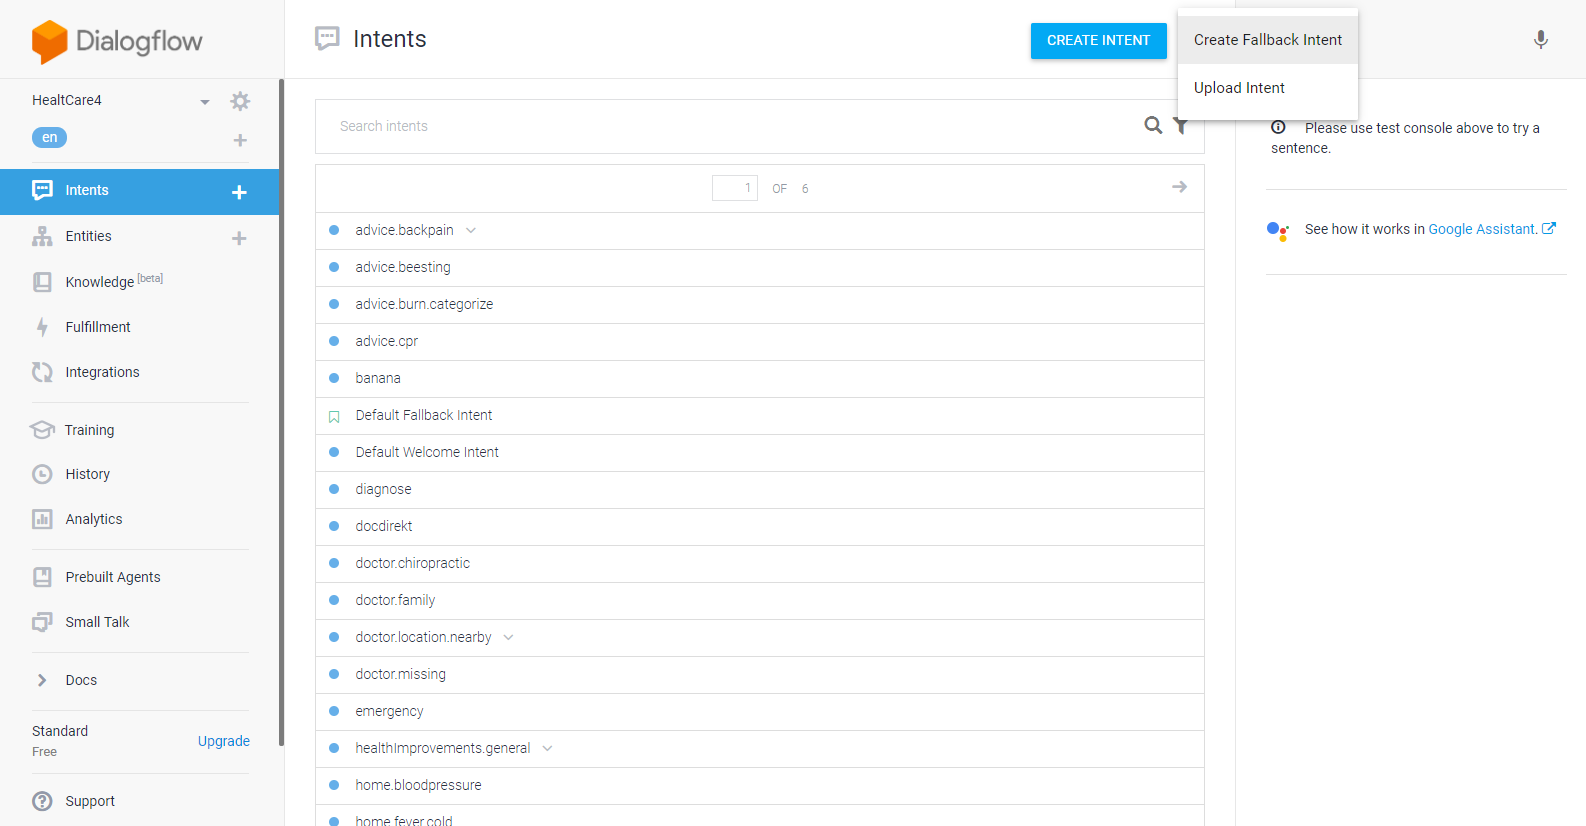 Dialogflow
HealtCare4
en
Intents
Entities
Knowledge [beta]
Fulfillment
Integrations
Training
History
Analytics
Prebuilt Agents
Small Talk
Docs
Standard
Free
Upgrade
Support
Intents
CREATE INTENT
Create Fallback Intent
Upload Intent
Search intents
1 OF 6
advice.backpain
advice.beesting
advice.burn.categorize
advice.cpr
banana
Default Fallback Intent
Default Welcome Intent
diagnose
docdirekt
doctor.chiropractic
doctor.family
doctor.location.nearby
doctor.missing
emergency
healthImprovements.general
home.bloodpressure
home.fever.cold
Please use test console above to try a
sentence.
See how it works in Google Assistant.